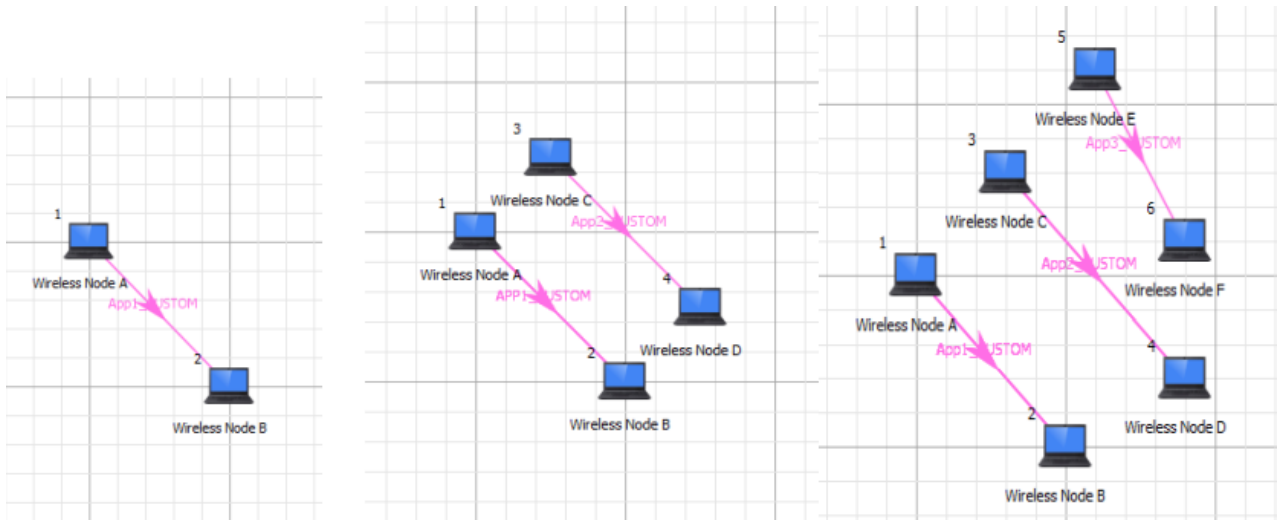 1
Wireless Node A
App1_CUSTOM
2
Wireless Node B
3
Wireless Node C
1
App2_CUSTOM
Wireless Node A
4
APP1_CUSTOM
2
Wireless Node D
Wireless Node B
5
Wireless Node E
3
App3_CUSTOM
Wireless Node C
6
1
App2_CUSTOM
Wireless Node F
Wireless Node A
App1_CUSTOM
4
2
Wireless Node D
Wireless Node B